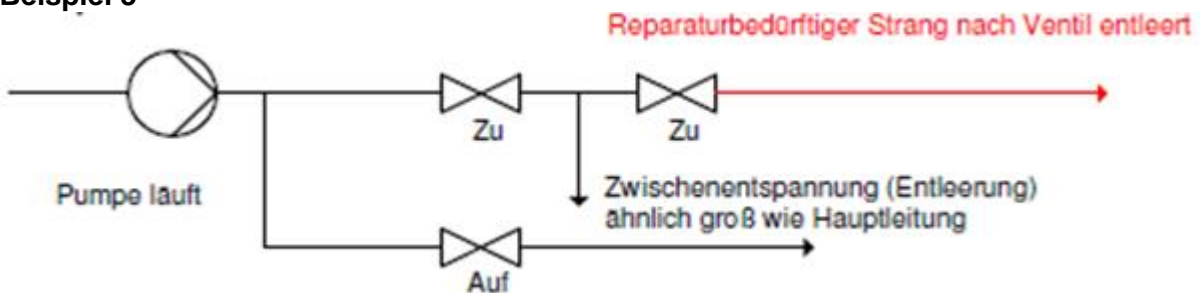 Beispiel
Reparaturbedürftiger Strang nach Ventil entleert
Zu
Zu
Pumpe läuft
Zwischenentspannung (Entleerung)
ähnlich groß wie Hauptleitung
Auf